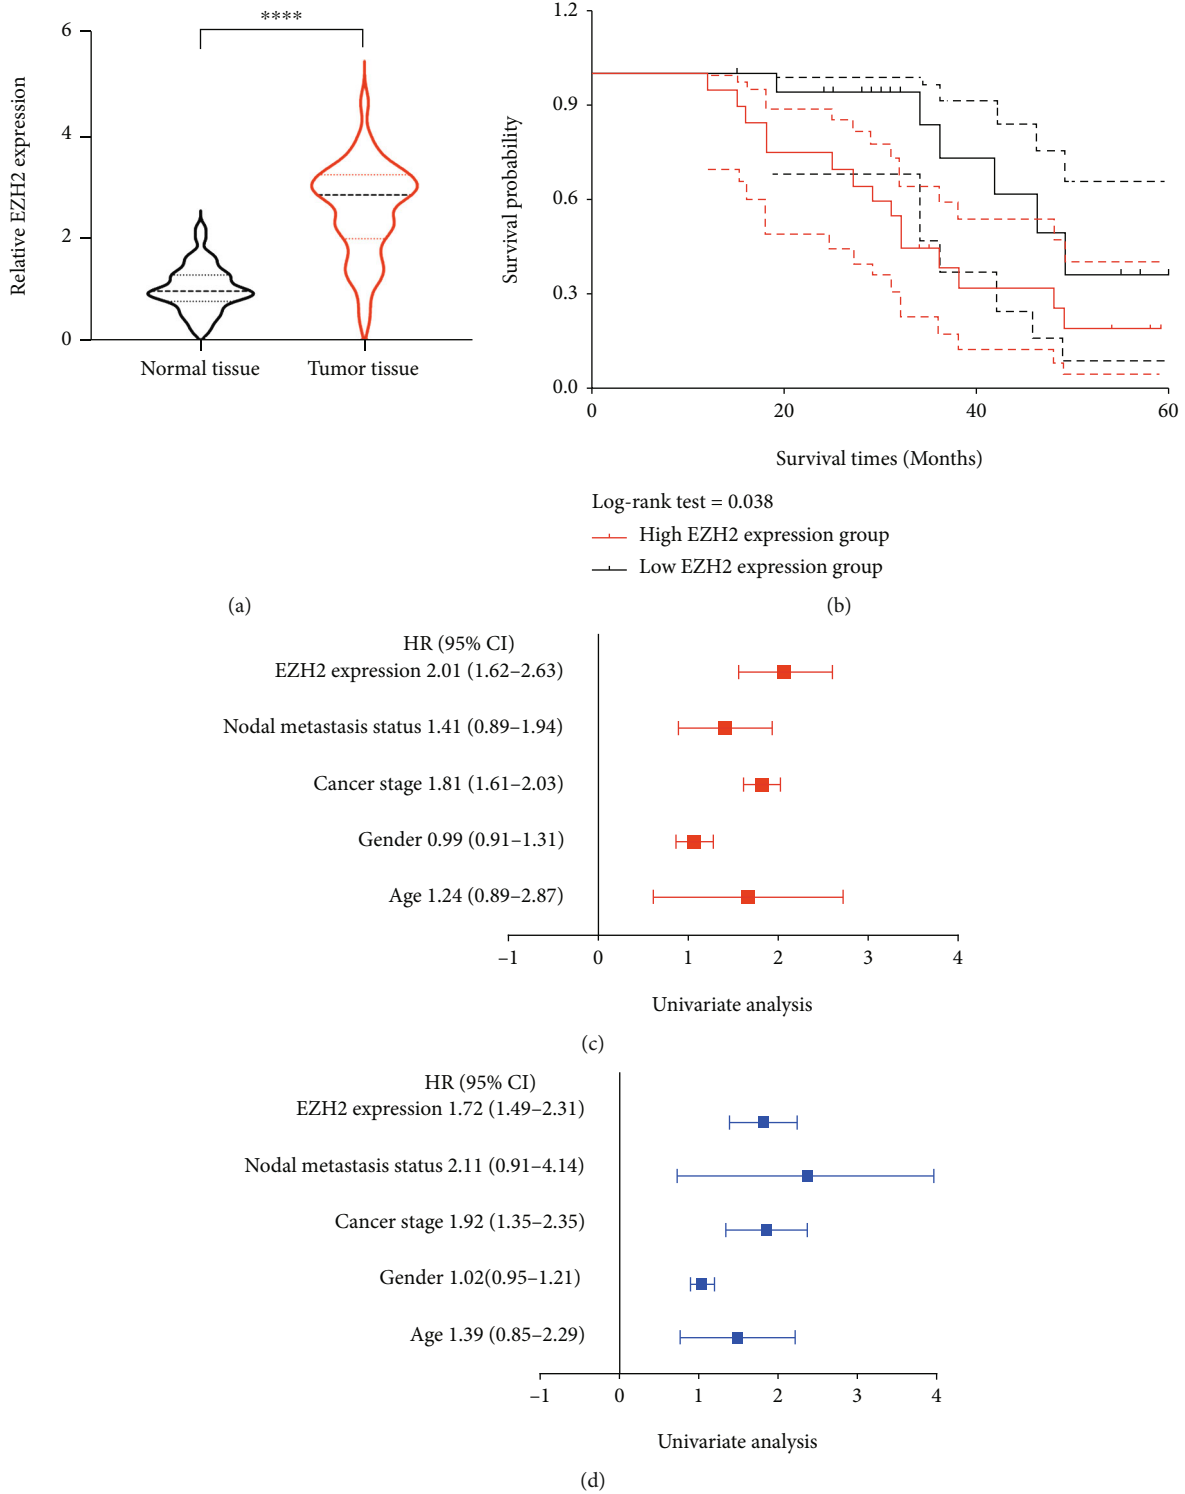 ****
6
4
2
0
Relative EZH2 expression
Normal tissue
Tumor tissue
(a)
1.2
0.9
0.6
0.3
0.0
Survival probability
0
20
40
60
Survival times (Months)
Log-rank test = 0.038
High EZH2 expression group
Low EZH2 expression group
(b)
HR (95% CI)
EZH2 expression 2.01 (1.62–2.63)
Nodal metastasis status 1.41 (0.89–1.94)
Cancer stage 1.81 (1.61–2.03)
Gender 0.99 (0.91–1.31)
Age 1.24 (0.89–2.87)
–1
0
1
2
3
4
Univariate analysis
(c)
HR (95% CI)
EZH2 expression 1.72 (1.49–2.31)
Nodal metastasis status 2.11 (0.91–4.14)
Cancer stage 1.92 (1.35–2.35)
Gender 1.02(0.95–1.21)
Age 1.39 (0.85–2.29)
–1
0
1
2
3
4
Univariate analysis
(d)